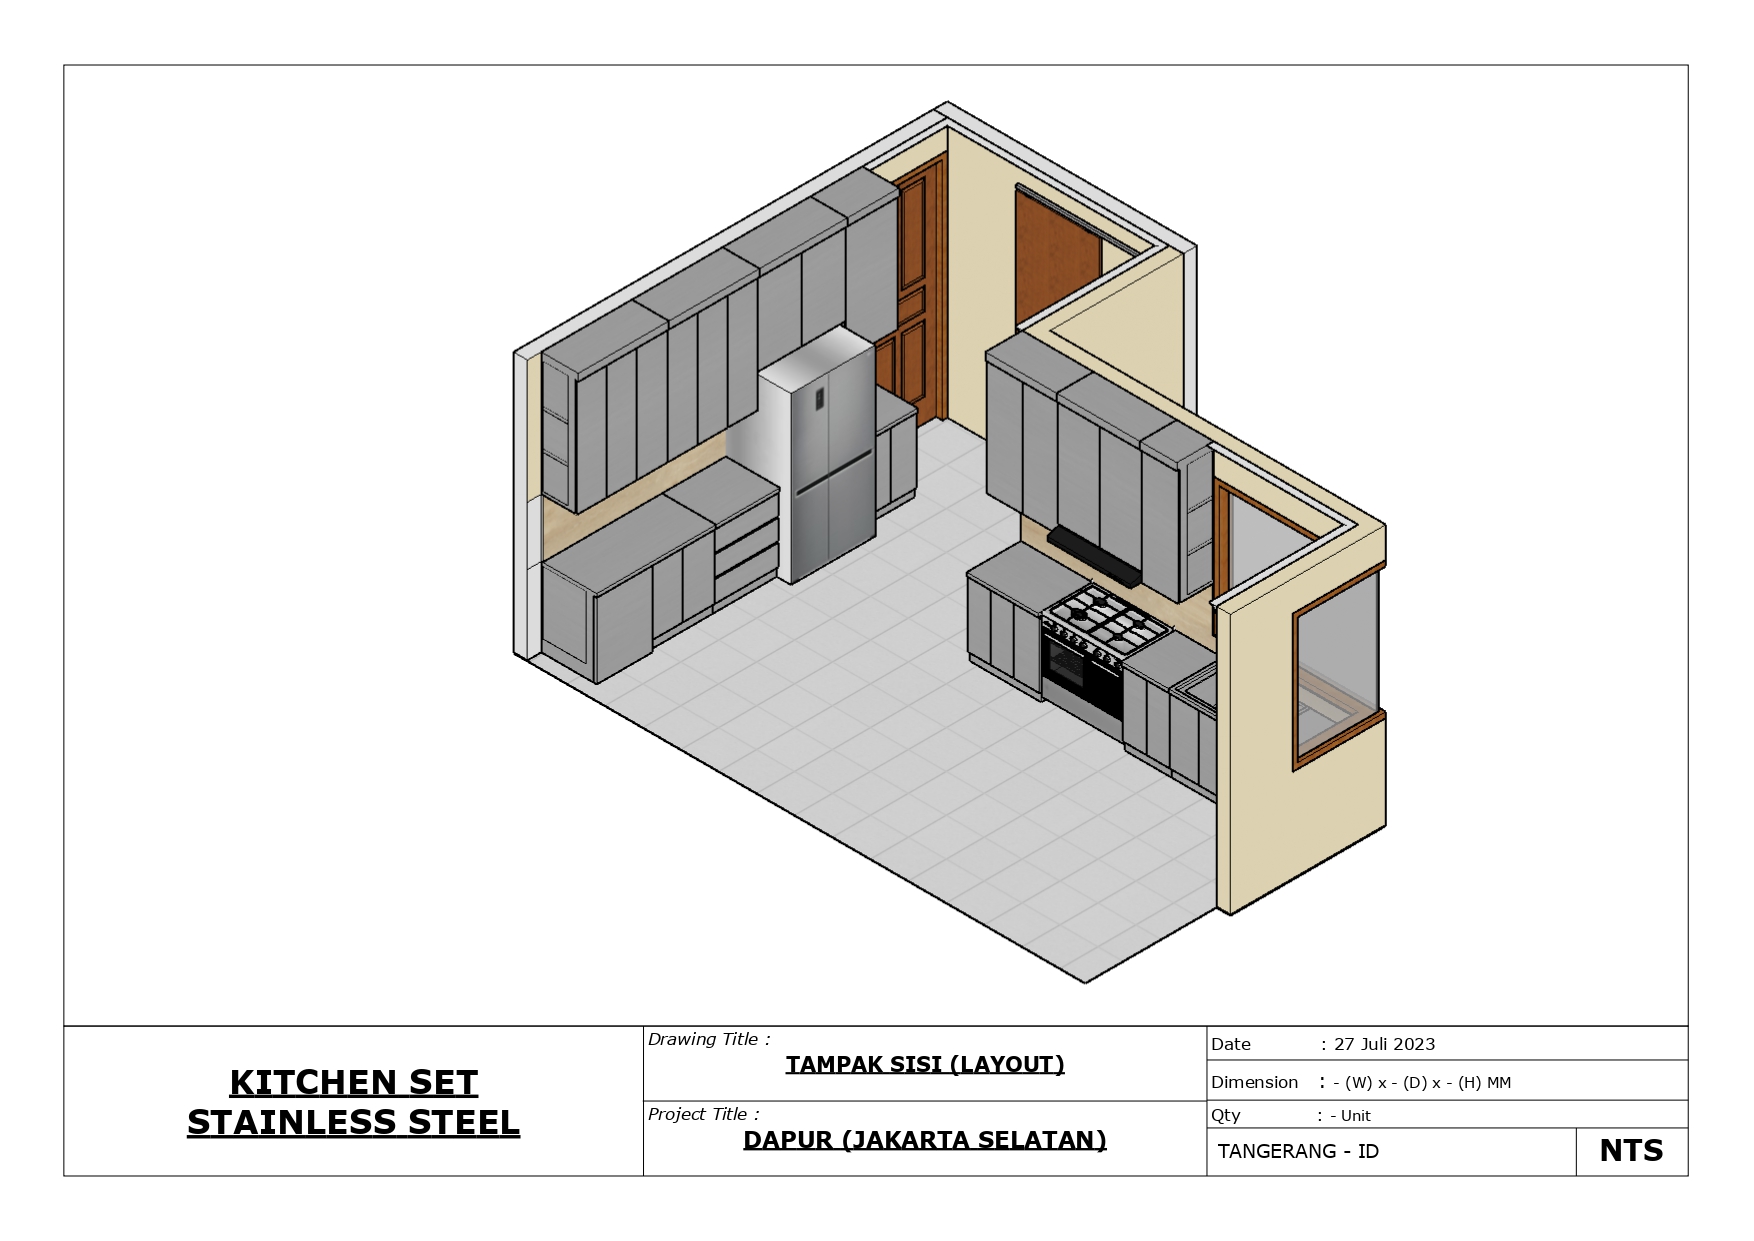 KITCHEN SET
STAINLESS STEEL
Drawing Title :
TAMPAK SISI (LAYOUT)
Project Title :
DAPUR (JAKARTA SELATAN)
Date : 27 Juli 2023
Dimension : - (W) x - (D) x - (H) MM
Qty : - Unit
TANGERANG - ID
NTS